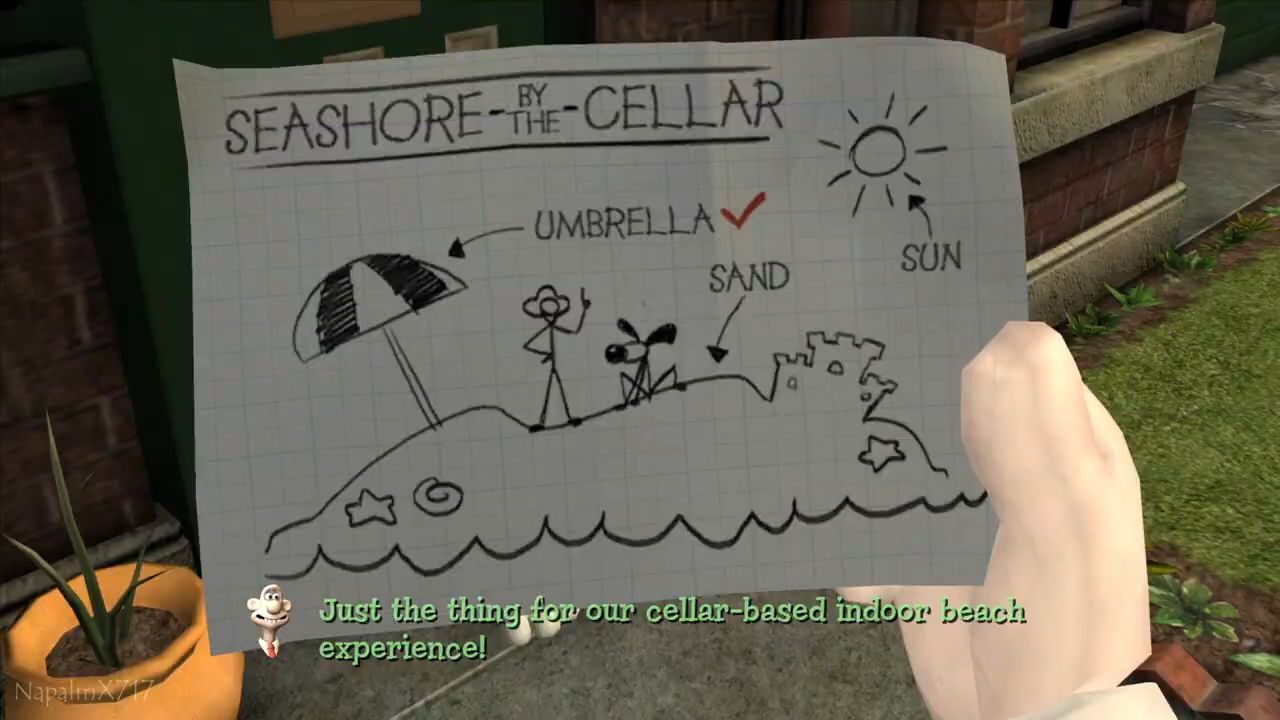 SEASHORE-BY THE-CELLAR
UMBRELLA
SAND
SUN
Just the thing for our cellar-based indoor beach
experience!
NapalmX717